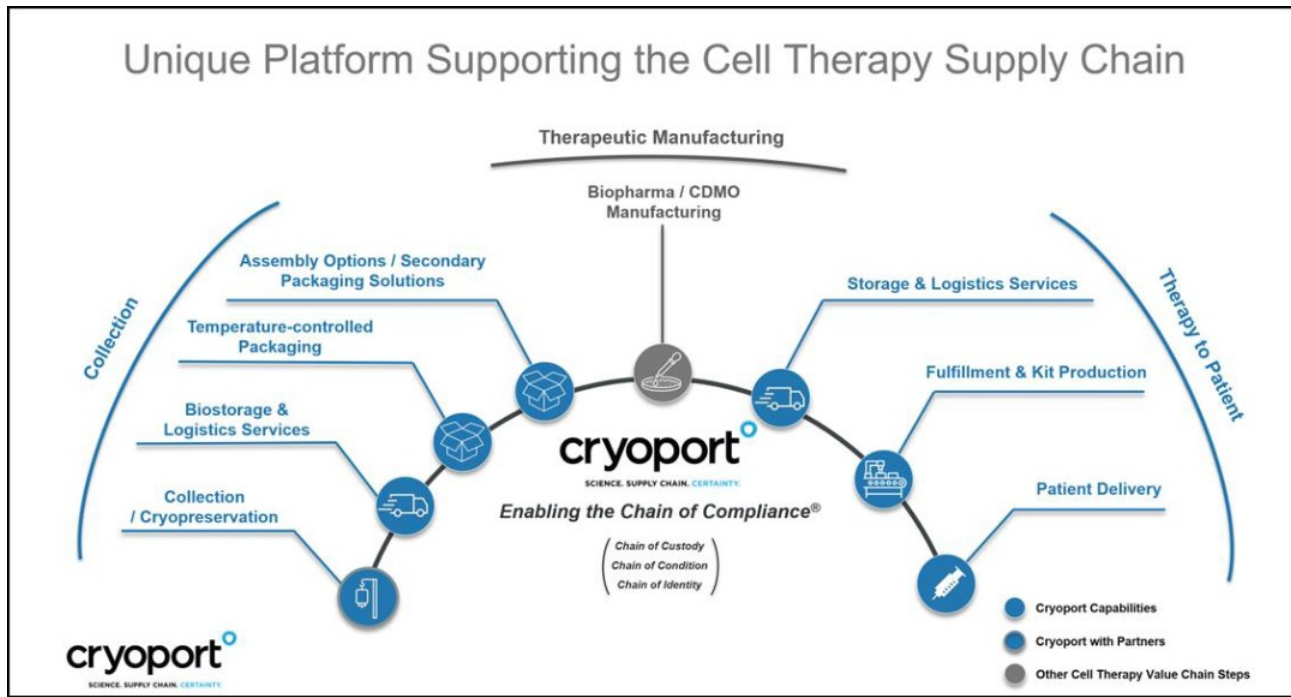 Unique Platform Supporting the Cell Therapy Supply Chain
Therapeutic Manufacturing
Biopharma / CDMO
Manufacturing
Collection
Assembly Options / Secondary
Packaging Solutions
Temperature-controlled
Packaging
Biostorage &
Logistics Services
Collection
/ Cryopreservation
Storage & Logistics Services
Fulfillment & Kit Production
Patient Delivery
Therapy to Patient
cryoport
SCIENCE. SUPPLY CHAIN. CERTAINTY.
Enabling the Chain of Compliance®
Chain of Custody
Chain of Condition
Chain of Identity
Cryoport Capabilities
Cryoport with Partners
Other Cell Therapy Value Chain Steps
cryoport
SCIENCE. SUPPLY CHAIN. CERTAINTY.